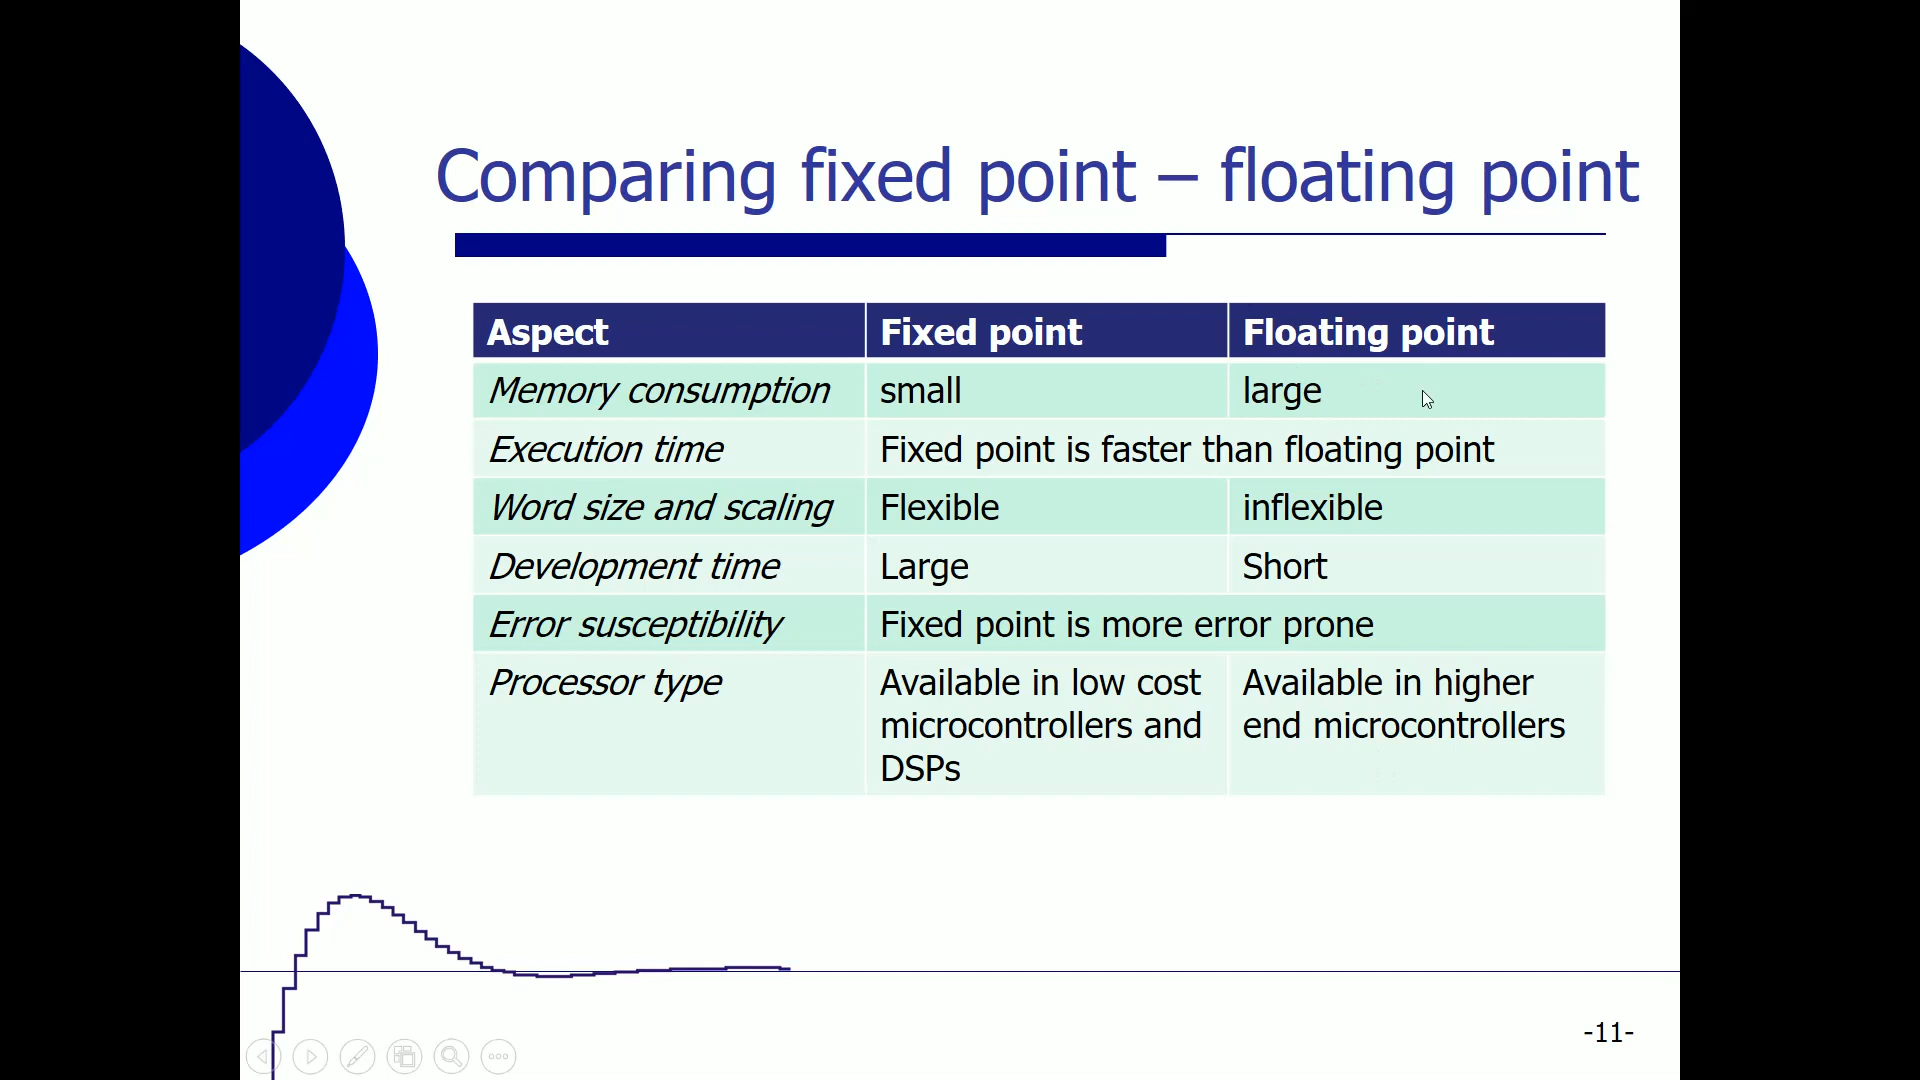 Comparing fixed point – floating point
Aspect Fixed point Floating point
Memory consumption small large
Execution time Fixed point is faster than floating point
Word size and scaling Flexible inflexible
Development time Large Short
Error susceptibility Fixed point is more error prone
Processor type Available in low cost Available in higher
microcontrollers and end microcontrollers
DSPs
-11-